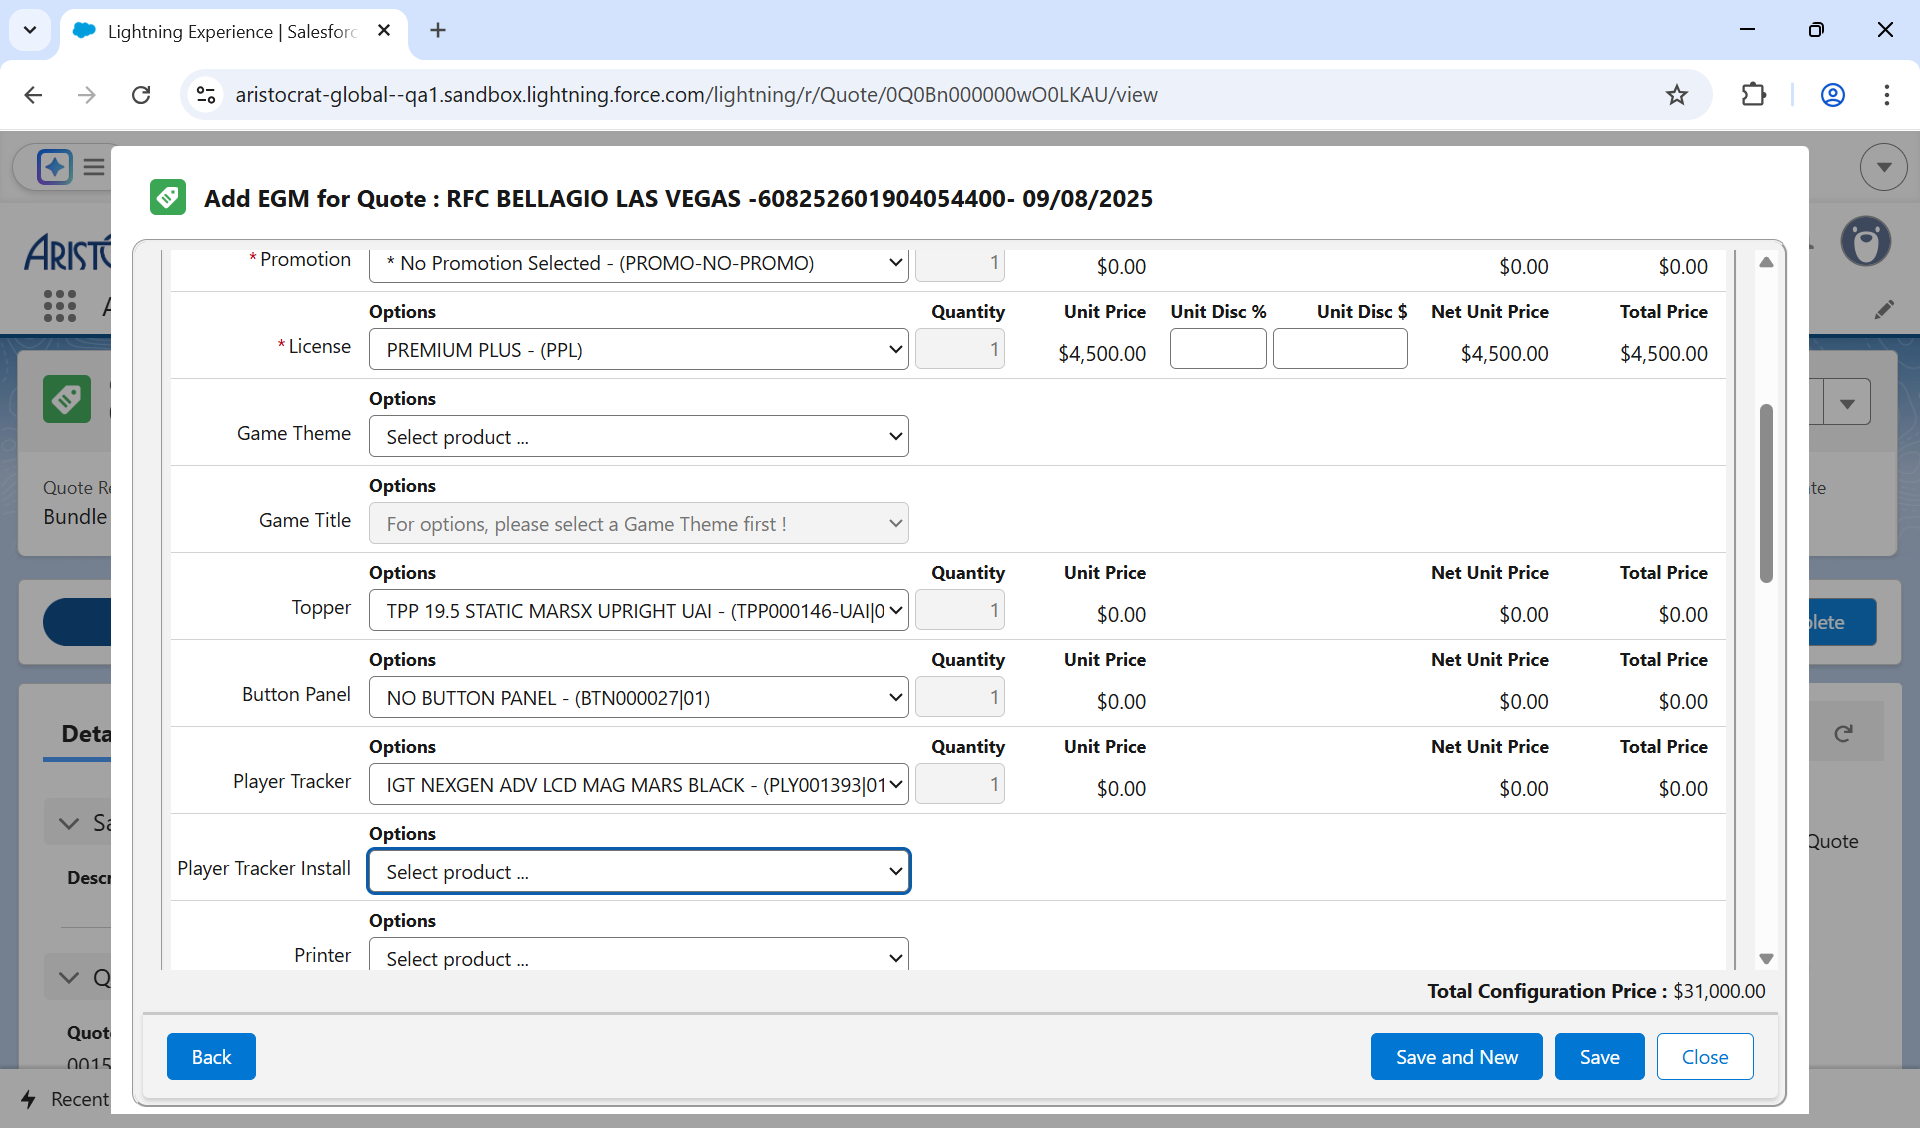 Lightning Experience | Salesforc
aristocrat-global--qa1.sandbox.lightning.force.com/lightning/r/Quote/0Q0Bn000000wO0LKAU/view
Add EGM for Quote : RFC BELLAGIO LAS VEGAS -608252601904054400- 09/08/2025
*Promotion * No Promotion Selected - (PROMO-NO-PROMO) 1 $0.00 $0.00 $0.00
Options Quantity Unit Price Unit Disc % Unit Disc $ Net Unit Price Total Price
*License PREMIUM PLUS - (PPL) 1 $4,500.00 $4,500.00 $4,500.00
Options
Game Theme Select product ...
Options
Game Title For options, please select a Game Theme first !
Options Quantity Unit Price Net Unit Price Total Price
Topper TPP 19.5 STATIC MARSX UPRIGHT UAI - (TPP000146-UAI|0 1 $0.00 $0.00 $0.00
Options Quantity Unit Price Net Unit Price Total Price
Button Panel NO BUTTON PANEL - (BTN000027|01) 1 $0.00 $0.00 $0.00
Options Quantity Unit Price Net Unit Price Total Price
Player Tracker IGT NEXGEN ADV LCD MAG MARS BLACK - (PLY001393|01 1 $0.00 $0.00 $0.00
Options
Player Tracker Install Select product ...
Options
Printer Select product ...
Total Configuration Price : $31,000.00
Back Save and New Save Close
ARISTO
Quote Re
Bundle
Deta
Sa
Descr
Q
Quot
0015
Recent
te
lete
Quote